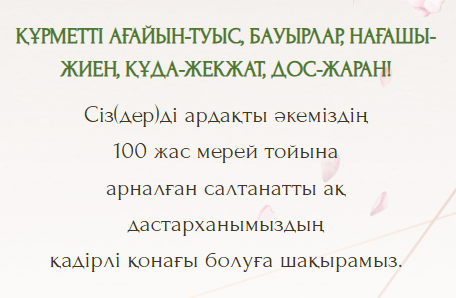 ҚҰРМЕТТІ АҒАЙЫН-ТУЫС, БАУЫРЛАР, НАҒАШЫ-
ЖИЕН, ҚҰДА-ЖЕКЖАТ, ДОС-ЖАРАН!
Сіз(дер)ді ардақты әкеміздің
100 жас мерей тойына
арналған салтанатты ақ
дастарханымыздың
қадірлі қонағы болуға шақырамыз.